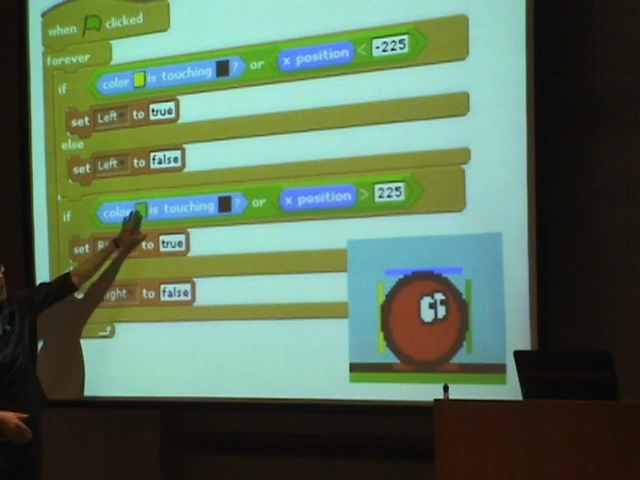 when clicked
forever
if color is touching ? or x position < -225
set Left to true
else
set Left to false
if color is touching ? or x position > 225
set to true
to false